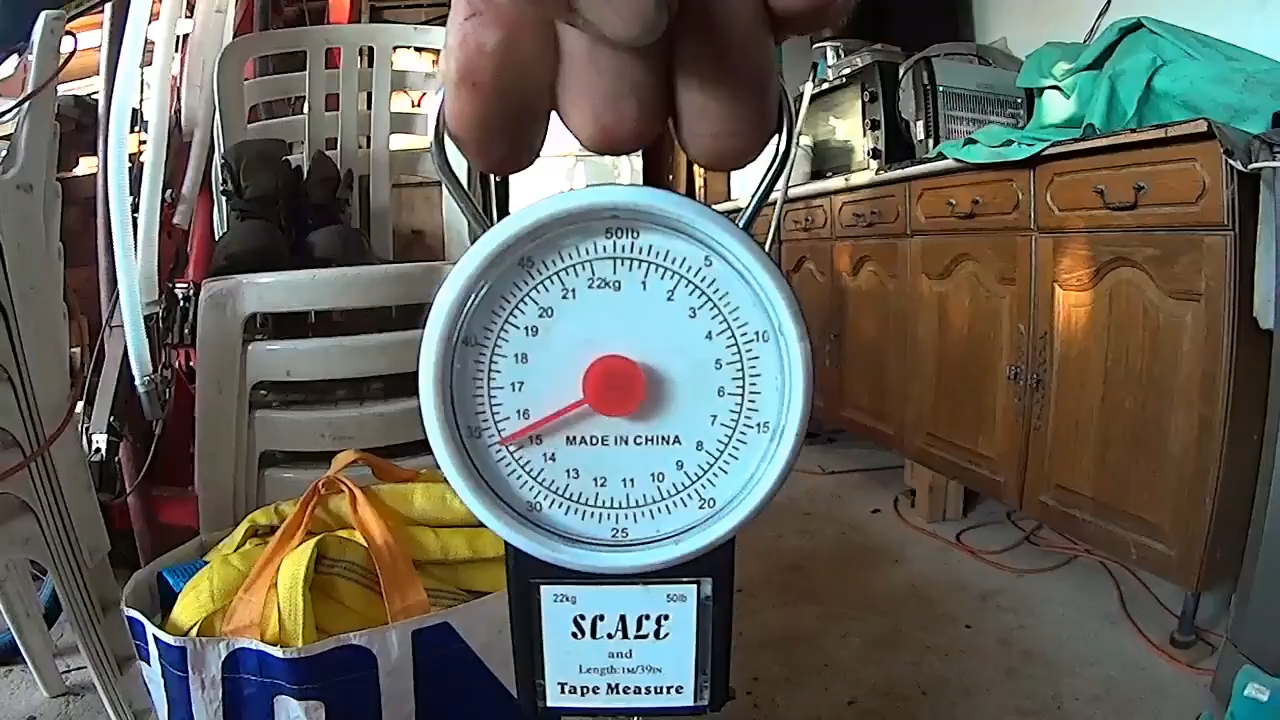 50lb
45 5
22kg
21 1 2
20 3
40 19 4 10
18 5
17 6
16 7 15
35 15 MADE IN CHINA 8
14 9
13 12 11 10
30 20
25
22kg 50lb
SCALE
and
Length:1M/39IN
Tape Measure